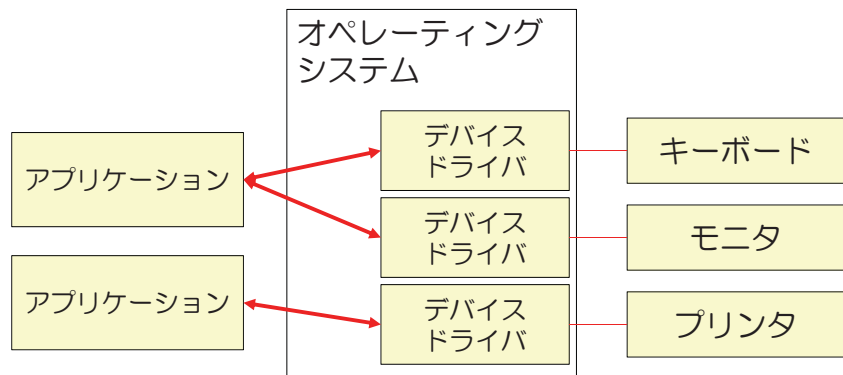 オペレーティング
システム
アプリケーション
アプリケーション
デバイス
ドライバ
デバイス
ドライバ
デバイス
ドライバ
キーボード
モニタ
プリンタ